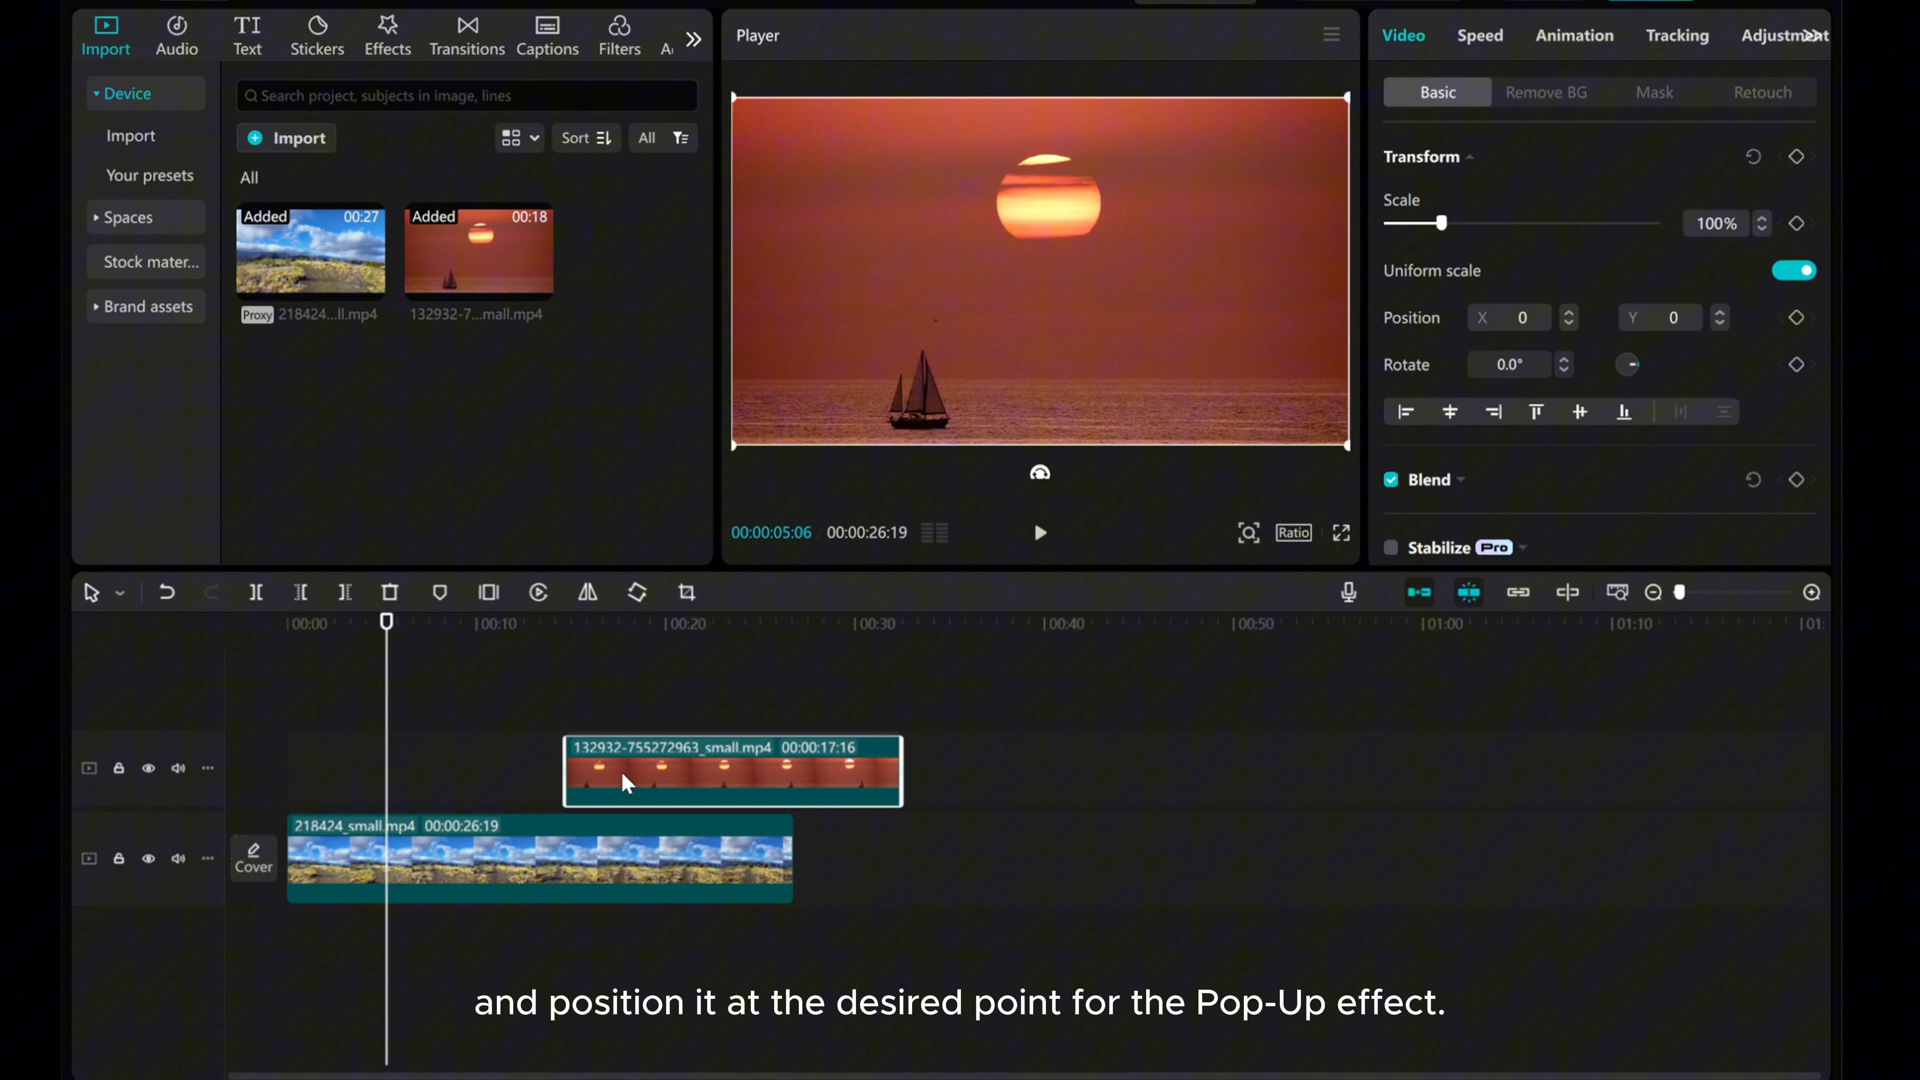 Import
Audio
Text
Stickers
Effects
Transitions
Captions
Filters
Device
Import
Your presets
Spaces
Stock mater...
Brand assets
Search project, subjects in image, lines
Import
Sort
All
All
Added 00:27
Added 00:18
Proxy 218424...ll.mp4
132932-7...mall.mp4
Player
00:00:05:06 00:00:26:19
Ratio
Video
Speed
Animation
Tracking
Adjustment
Basic
Remove BG
Mask
Retouch
Transform
Scale
100%
Uniform scale
Position X 0 Y 0
Rotate 0.0°
Blend
Stabilize Pro
00:00 00:10 00:20 00:30 00:40 00:50 01:00 01:10 01:
132932-755272963_small.mp4 00:00:17:16
218424_small.mp4 00:00:26:19
Cover
and position it at the desired point for the Pop-Up effect.